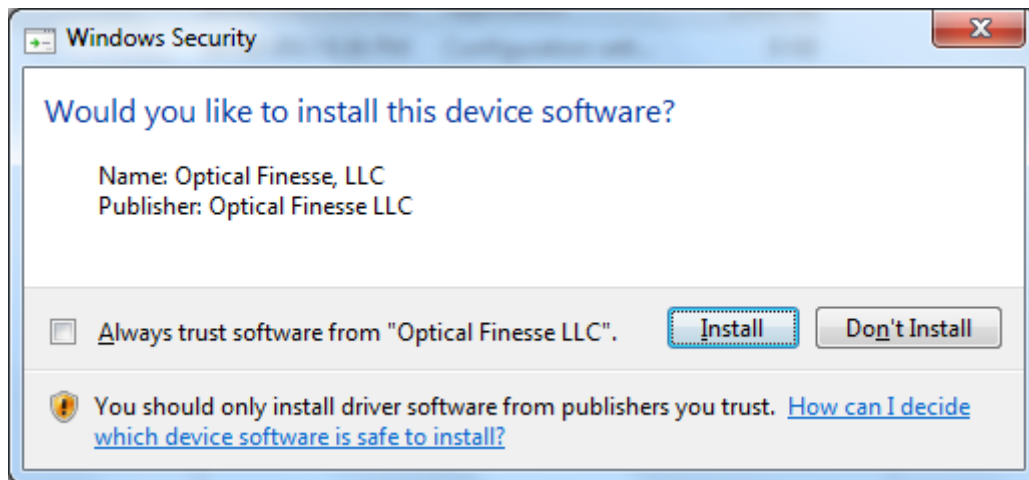 Windows Security
Would you like to install this device software?
Name: Optical Finesse, LLC
Publisher: Optical Finesse LLC
Always trust software from "Optical Finesse LLC".
Install
Don't Install
You should only install driver software from publishers you trust. How can I decide
which device software is safe to install?